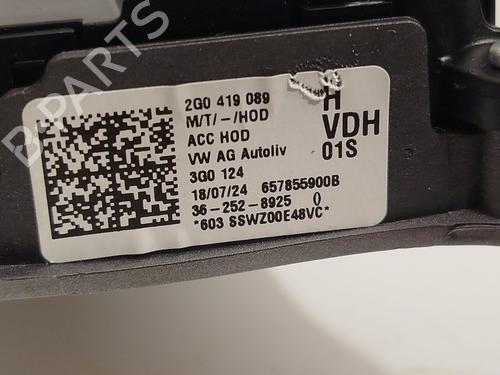 B-PARTS
2G0 419 089
M/T/-/HOD
ACC HOD
VW AG Autoliv
3G0 124
18/07/24 657855900B
36-252-8925 0
*603 SSWZ00E48VC*
H
VDH
01S